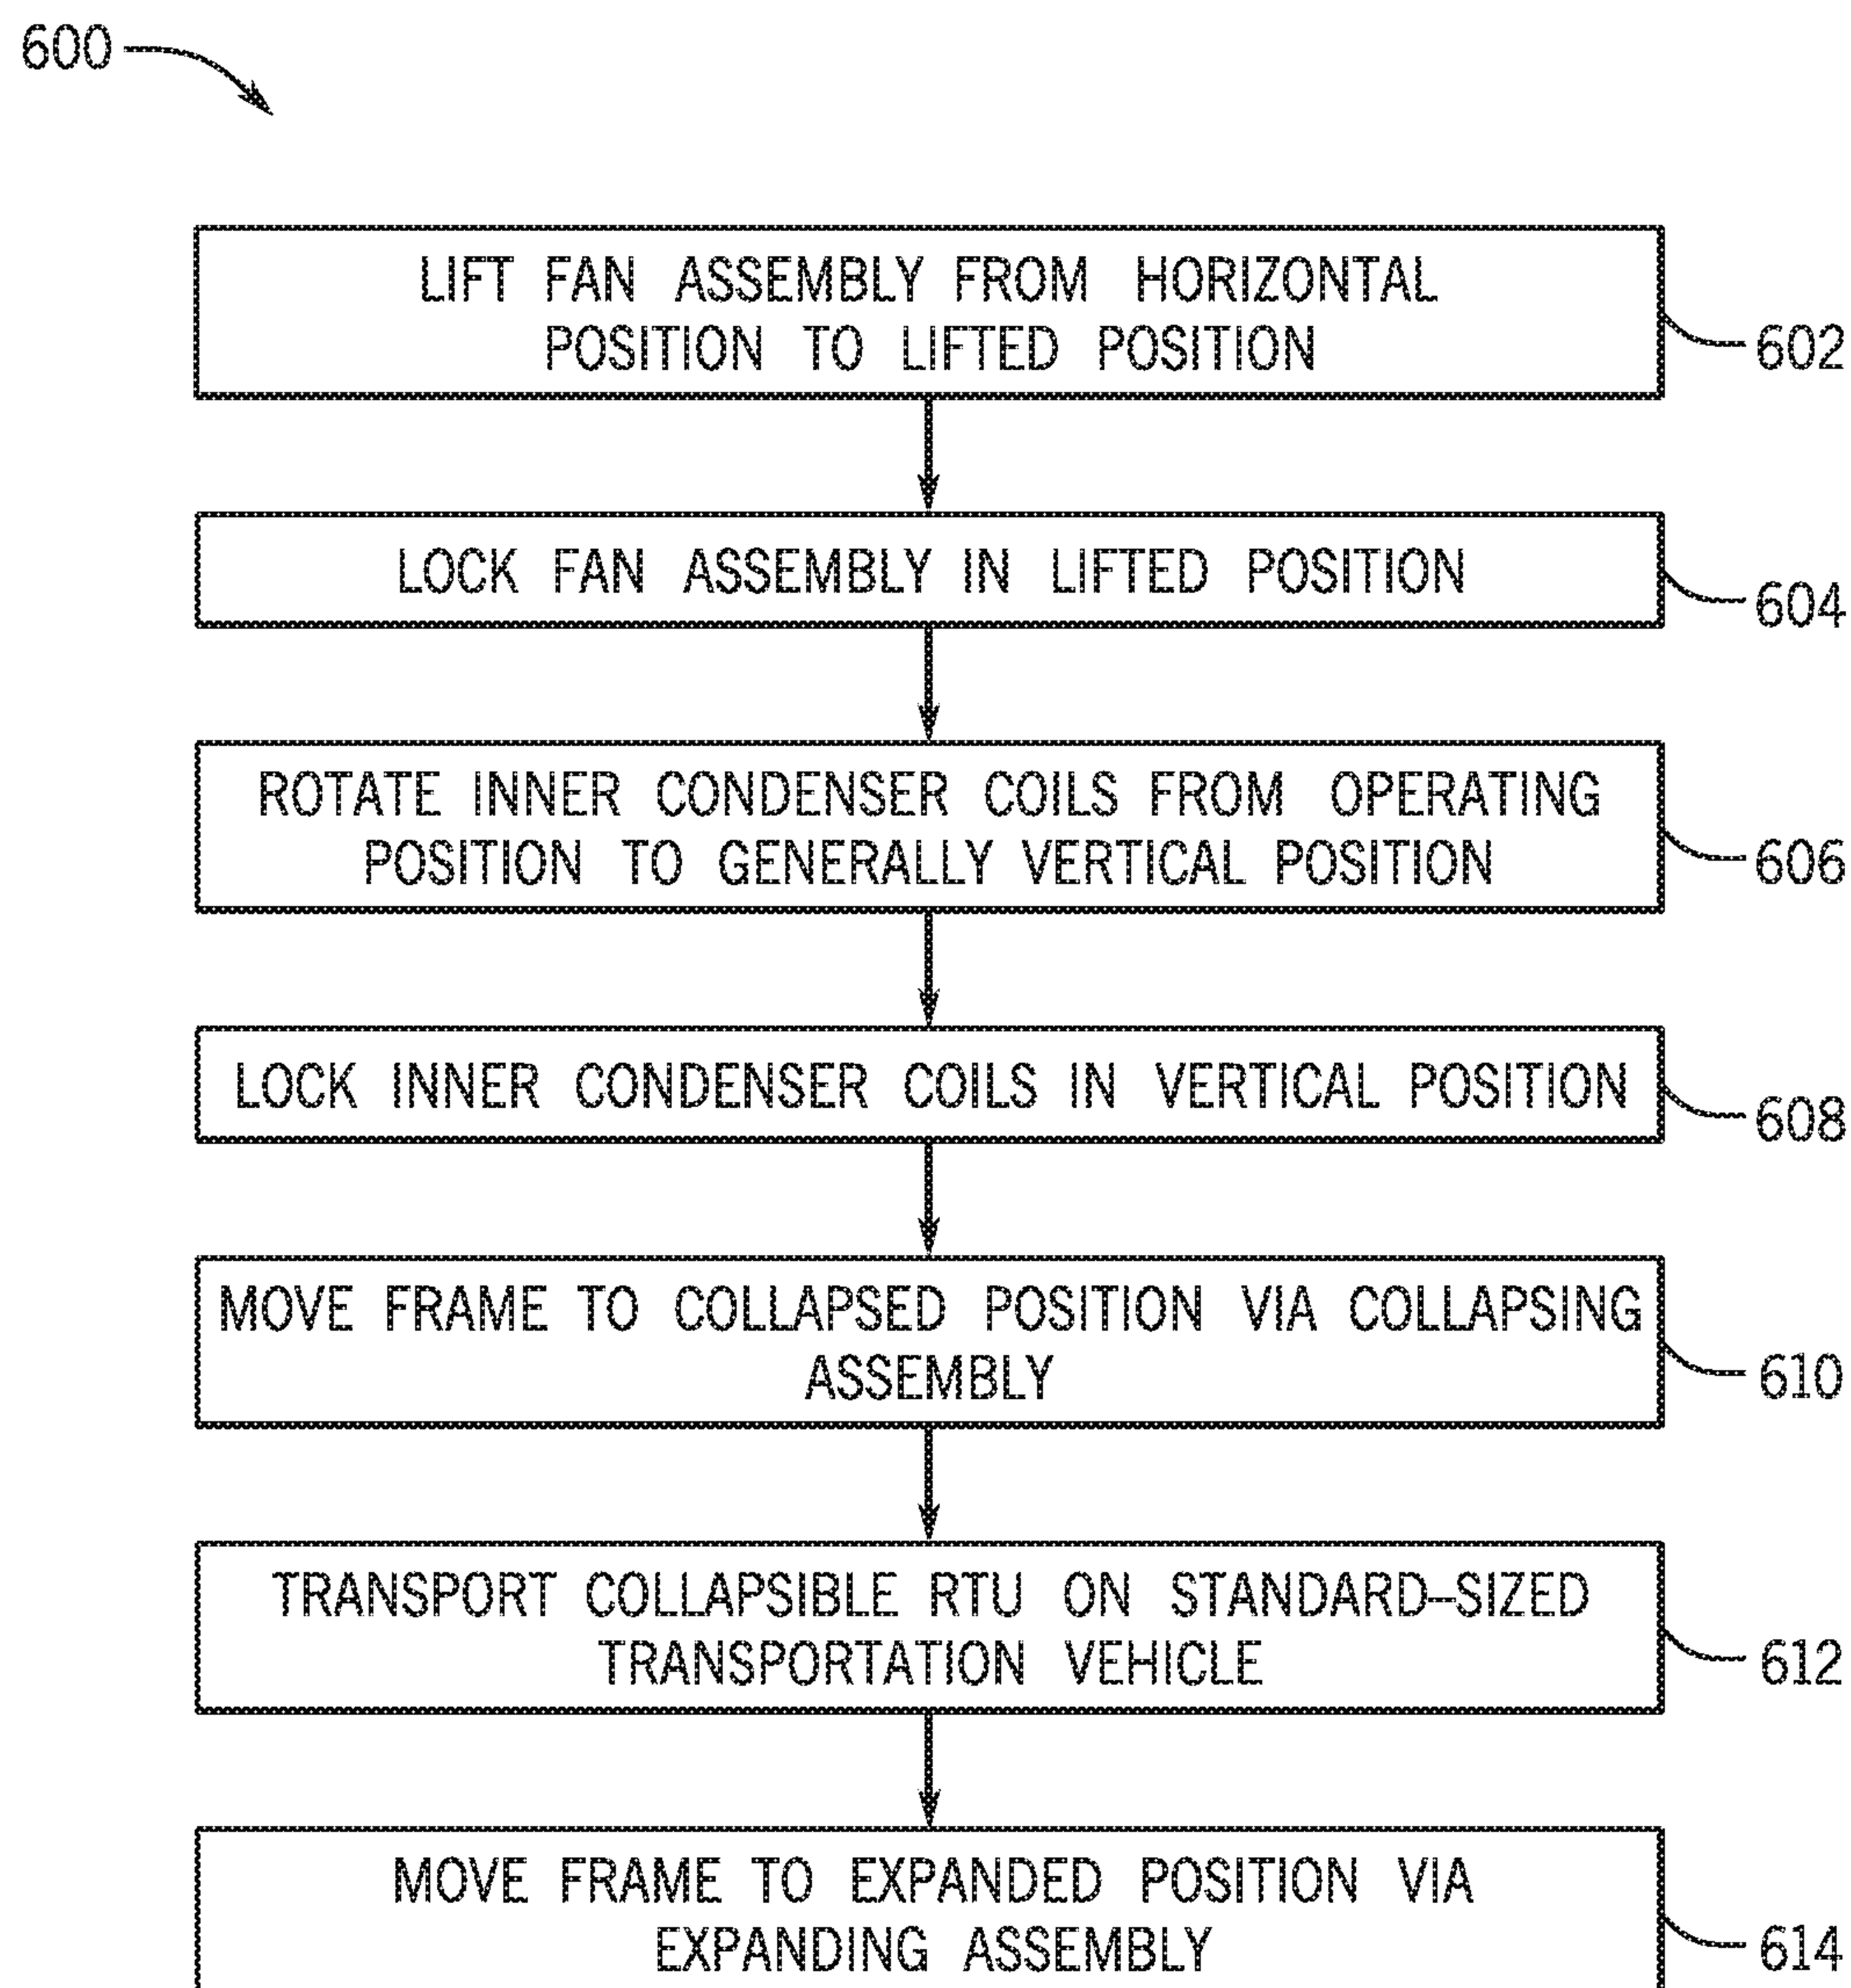 600
LIFT FAN ASSEMBLY FROM HORIZONTAL
POSITION TO LIFTED POSITION
602
LOCK FAN ASSEMBLY IN LIFTED POSITION
604
ROTATE INNER CONDENSER COILS FROM OPERATING
POSITION TO GENERALLY VERTICAL POSITION
606
LOCK INNER CONDENSER COILS IN VERTICAL POSITION
608
MOVE FRAME TO COLLAPSED POSITION VIA COLLAPSING
ASSEMBLY
610
TRANSPORT COLLAPSIBLE RTU ON STANDARD–SIZED
TRANSPORTATION VEHICLE
612
MOVE FRAME TO EXPANDED POSITION VIA
EXPANDING ASSEMBLY
614